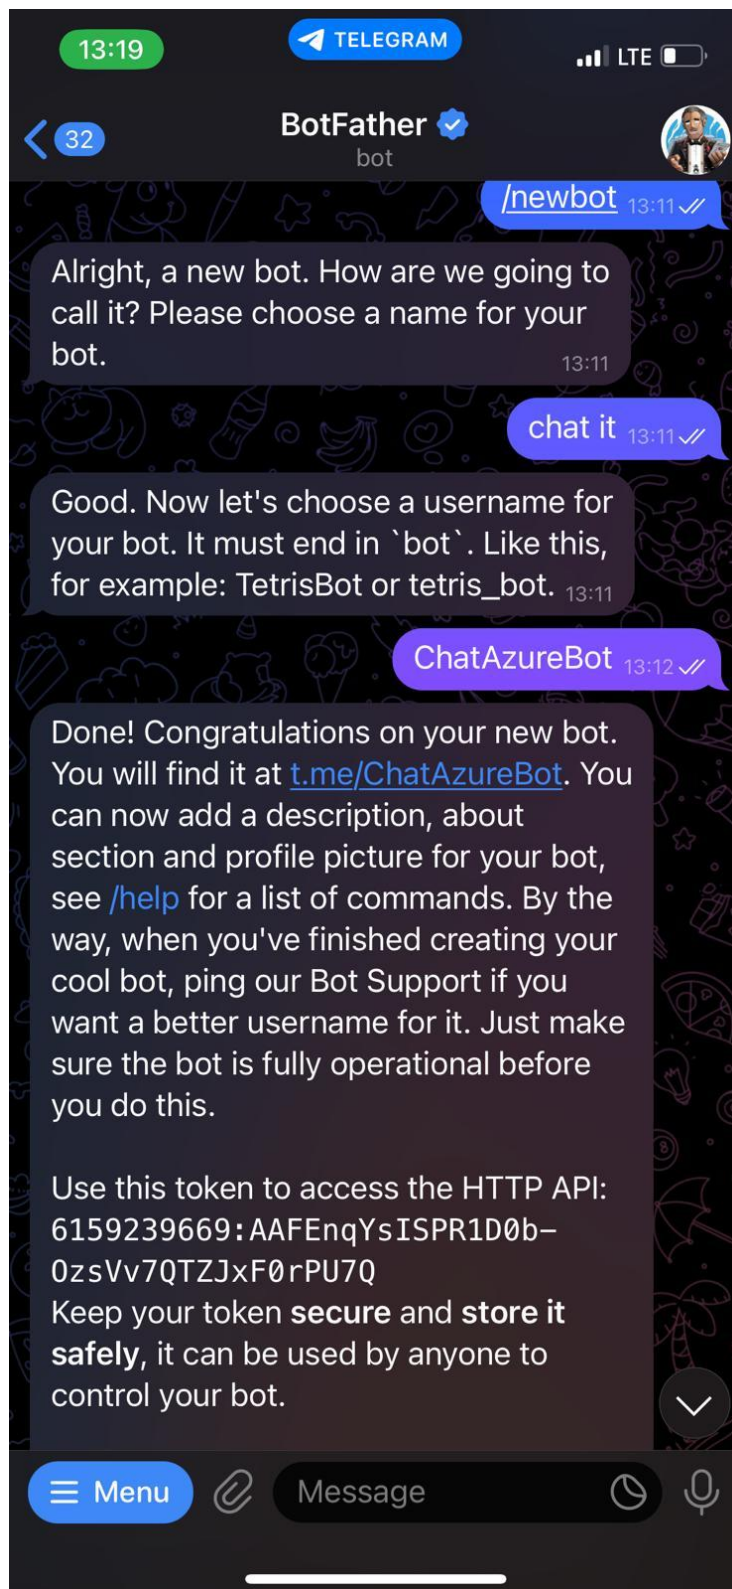 13:19
TELEGRAM
LTE
32
BotFather
bot
/newbot 13:11
Alright, a new bot. How are we going to
call it? Please choose a name for your
bot.
13:11
chat it 13:11
Good. Now let's choose a username for
your bot. It must end in `bot`. Like this,
for example: TetrisBot or tetris_bot. 13:11
ChatAzureBot 13:12
Done! Congratulations on your new bot.
You will find it at t.me/ChatAzureBot. You
can now add a description, about
section and profile picture for your bot,
see /help for a list of commands. By the
way, when you've finished creating your
cool bot, ping our Bot Support if you
want a better username for it. Just make
sure the bot is fully operational before
you do this.
Use this token to access the HTTP API:
6159239669:AAFEnqYsISPR1D0b-
OzsVv7QTZJxF0rPU7Q
Keep your token secure and store it
safely, it can be used by anyone to
control your bot.
Menu
Message